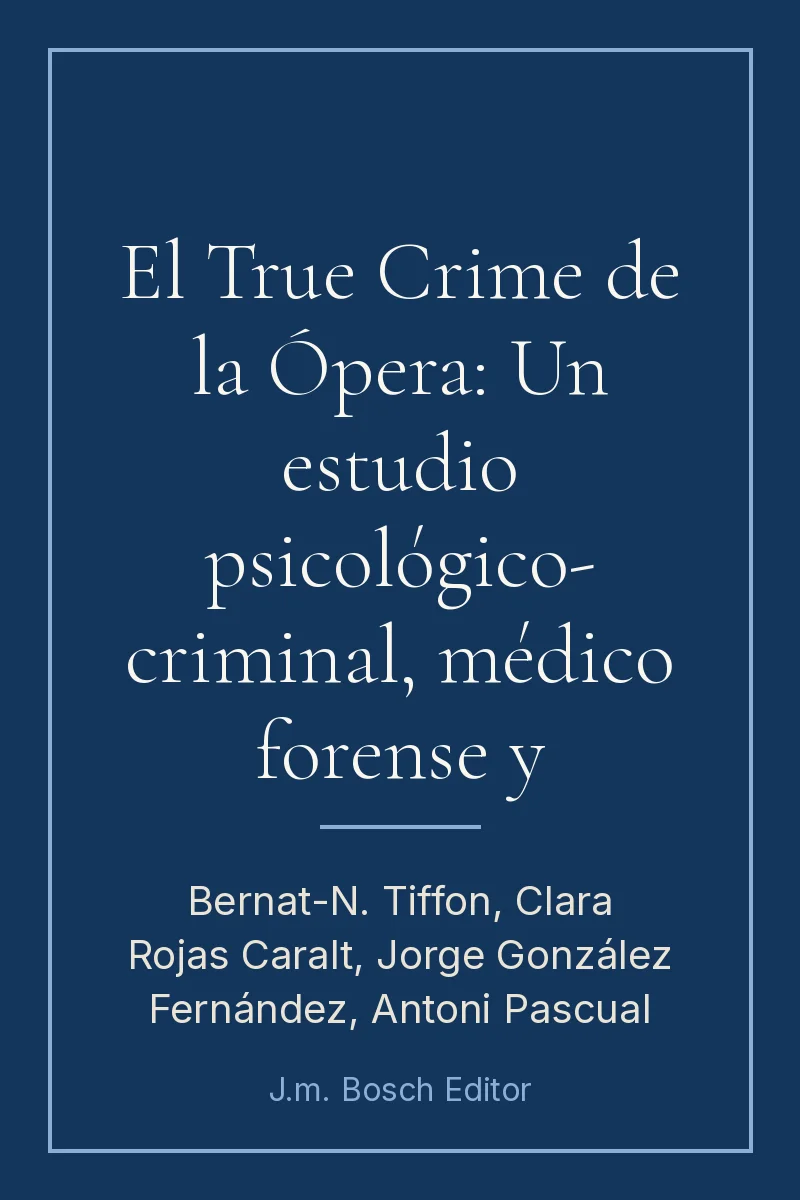 El True Crime de
la Ópera: Un
estudio
psicológico-
criminal, médico
forense y
Bernat-N. Tiffon, Clara
Rojas Caralt, Jorge González
Fernández, Antoni Pascual
J.m. Bosch Editor